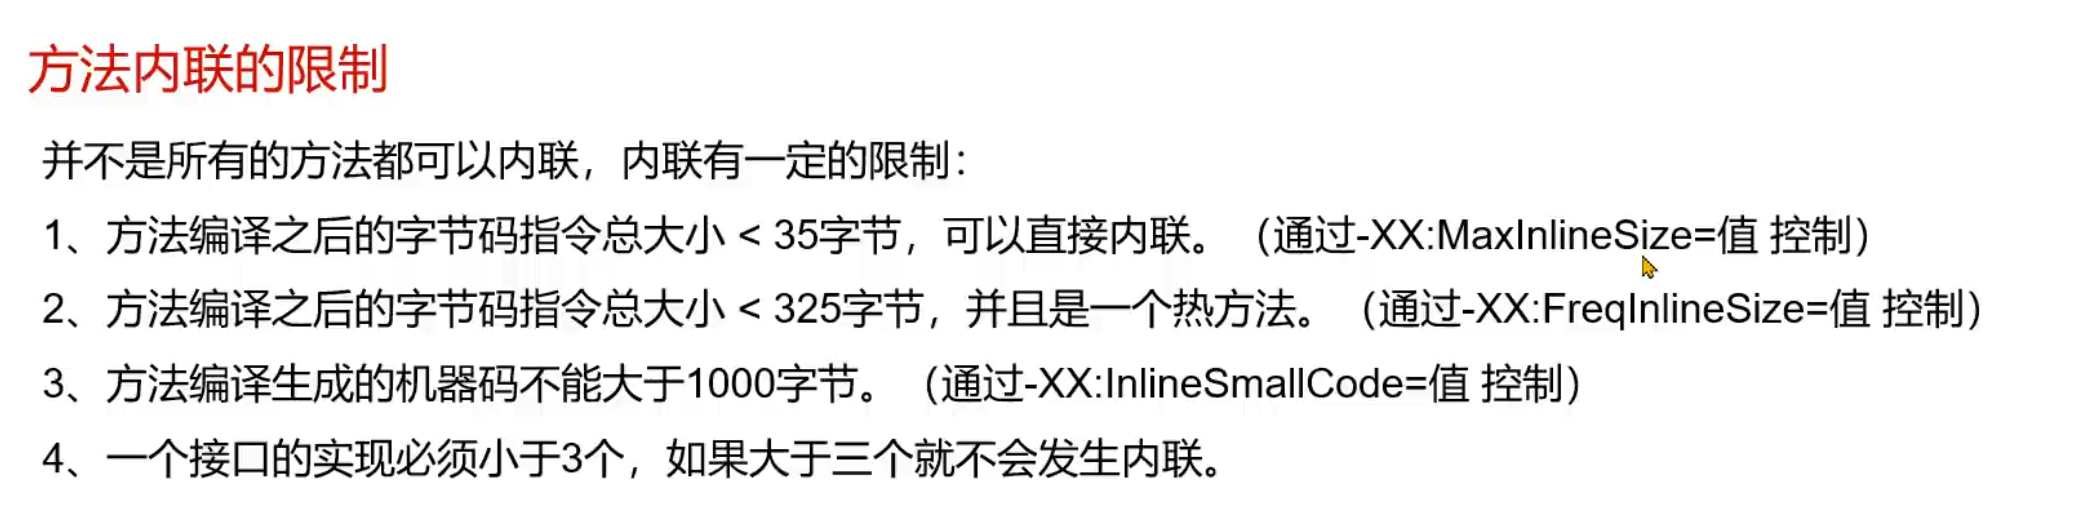 方法内联的限制
并不是所有的方法都可以内联，内联有一定的限制：
1、方法编译之后的字节码指令总大小 < 35字节，可以直接内联。（通过-XX:MaxInlineSize=值 控制）
2、方法编译之后的字节码指令总大小 < 325字节，并且是一个热方法。（通过-XX:FreqInlineSize=值 控制）
3、方法编译生成的机器码不能大于1000字节。（通过-XX:InlineSmallCode=值 控制）
4、一个接口的实现必须小于3个，如果大于三个就不会发生内联。